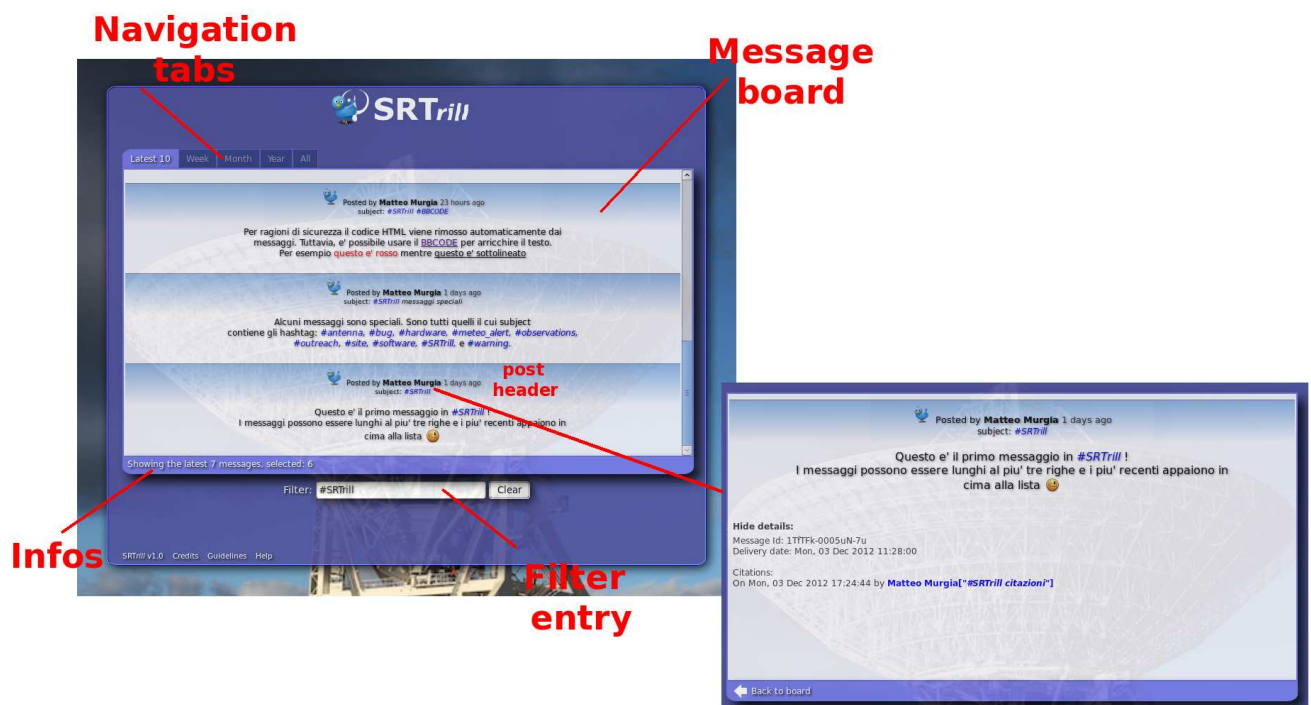 Navigation
tabs
Message
board
SRTrill
Latest 10 Week Month Year All
Posted by Matteo Murgia 23 hours ago
subject: #SRTrill #BBCODE
Per ragioni di sicurezza il codice HTML viene rimosso automaticamente dai
messaggi. Tuttavia, e' possibile usare il BBCODE per arricchire il testo.
Per esempio questo e' rosso mentre questo e' sottolineato
Posted by Matteo Murgia 1 days ago
subject: #SRTrill messaggi speciali
Alcuni messaggi sono speciali. Sono tutti quelli il cui subject
contiene gli hashtag: #antenna, #bug, #hardware, #meteo_alert, #observations,
#outreach, #site, #software, #SRTrill, e #warning.
post
header
Posted by Matteo Murgia 1 days ago
subject: #SRTrill
Questo e' il primo messaggio in #SRTrill !
I messaggi possono essere lunghi al piu' tre righe e i piu' recenti appaiono in
cima alla lista
Showing the latest 7 messages, selected: 6
Filter: #SRTrill Clear
SRTrill v1.0 Credits Guidelines Help
Infos
Filter
entry
Posted by Matteo Murgia 1 days ago
subject: #SRTrill
Questo e' il primo messaggio in #SRTrill !
I messaggi possono essere lunghi al piu' tre righe e i piu' recenti appaiono in
cima alla lista
Hide details:
Message Id: 1TfTFk-0005uN-7u
Delivery date: Mon, 03 Dec 2012 11:28:00
Citations:
On Mon, 03 Dec 2012 17:24:44 by Matteo Murgia["#SRTrill citazioni"]
Back to board